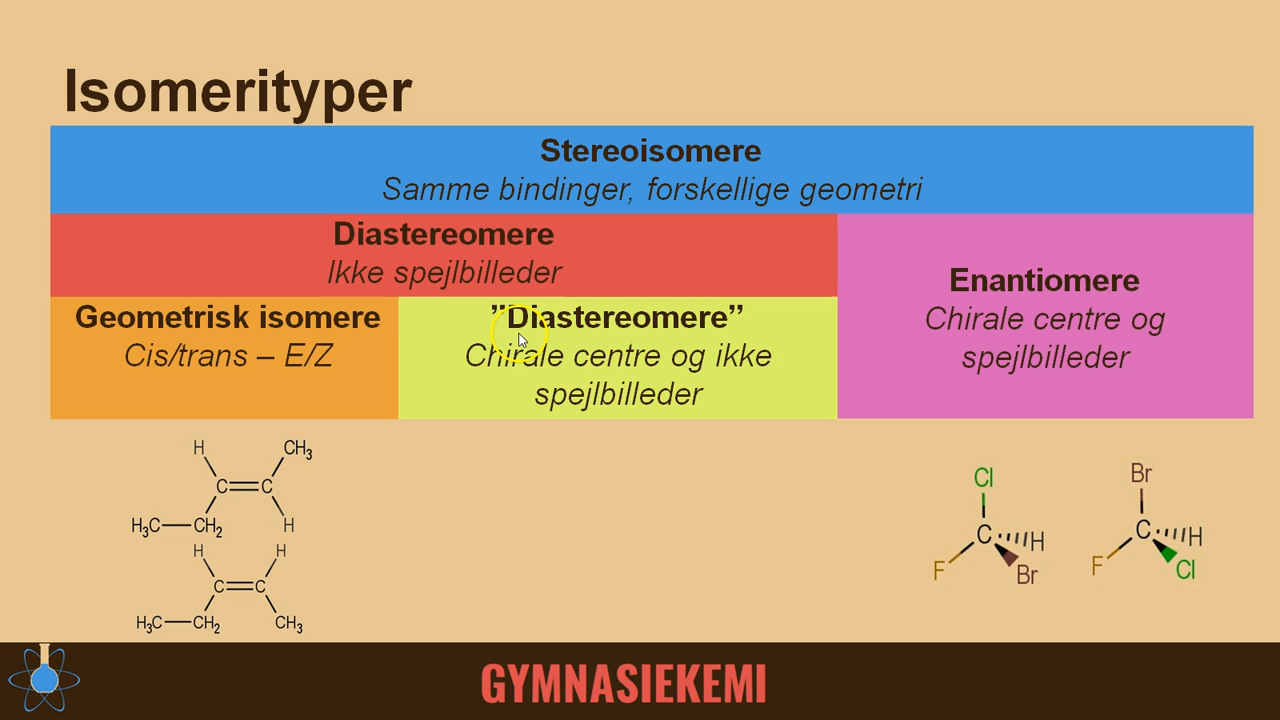 Isomerityper
Stereoisomere
Samme bindinger, forskellige geometri
Diastereomere
Ikke spejlbilleder
Enantiomere
Chirale centre og
spejlbilleder
Geometrisk isomere
Cis/trans – E/Z
”Diastereomere”
Chirale centre og ikke
spejlbilleder
H CH₃
C C
H₃C CH₂ H
H H
C C
H₃C CH₂ CH₃
Cl
C H
F Br
Br
C H
F Cl
GYMNASIEKEMI